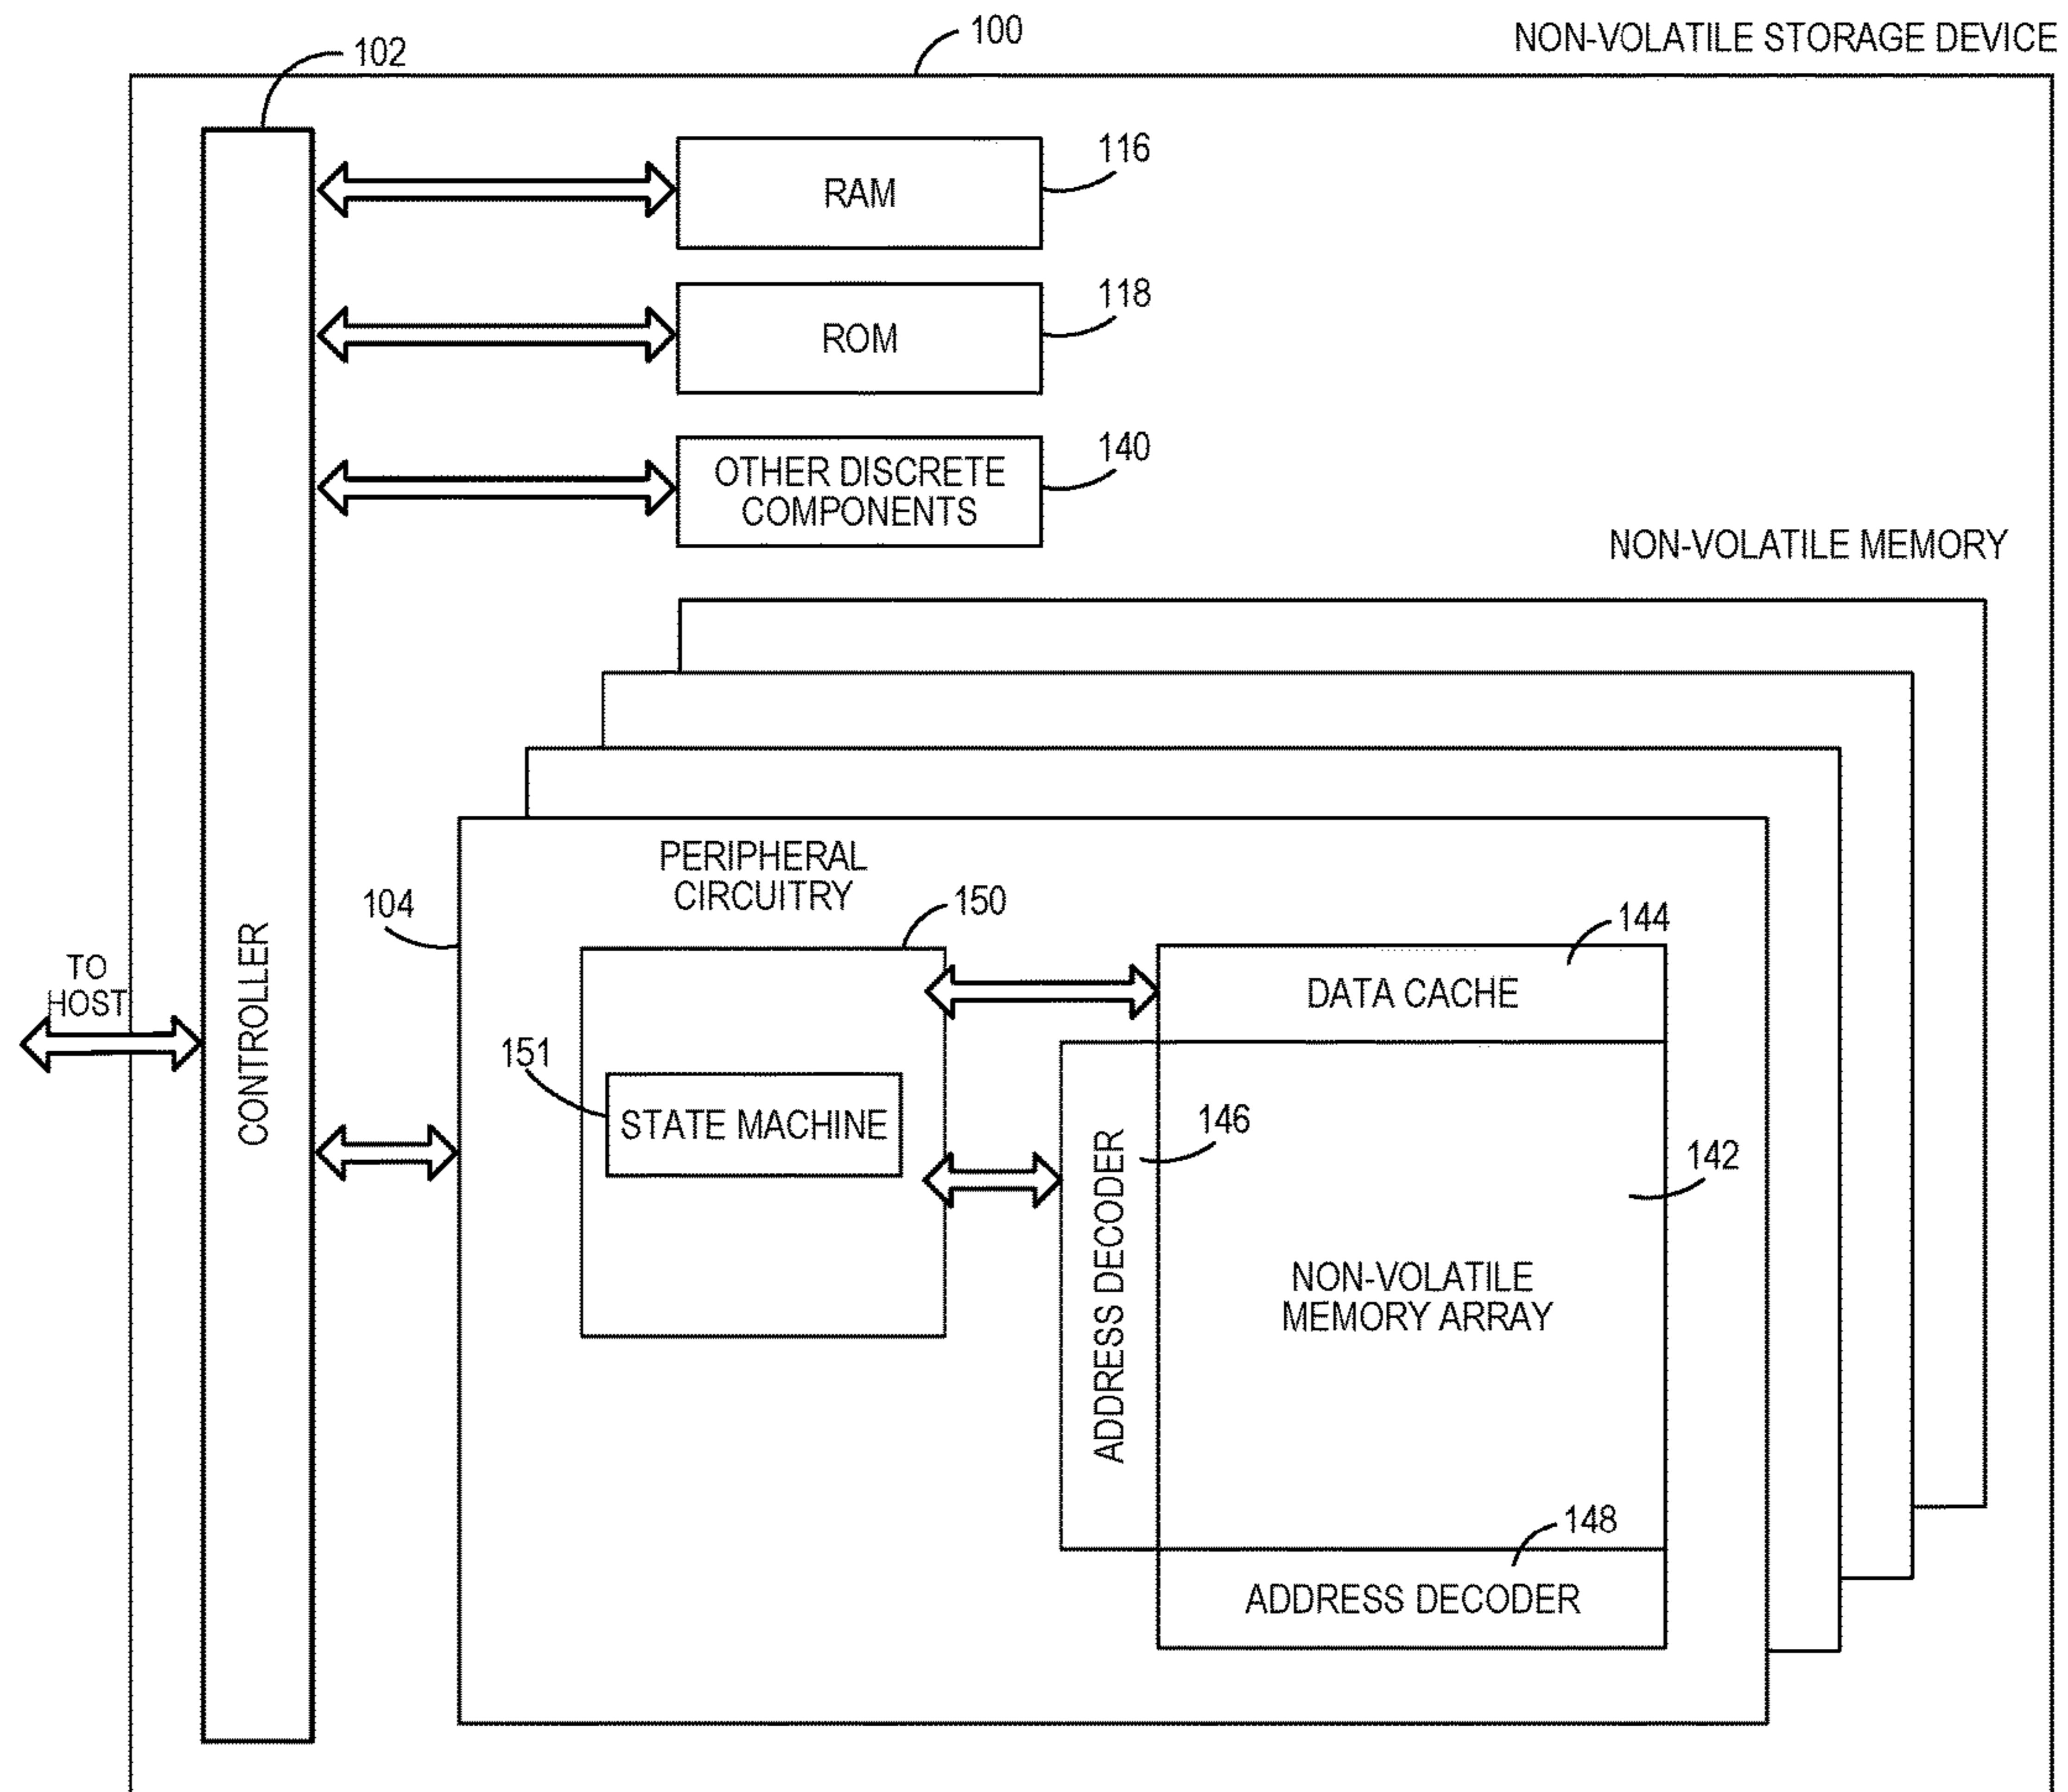 100
NON-VOLATILE STORAGE DEVICE
102
116
RAM
118
ROM
140
OTHER DISCRETE
COMPONENTS
NON-VOLATILE MEMORY
PERIPHERAL
CIRCUITRY
104
150
144
DATA CACHE
TO
HOST
CONTROLLER
151
STATE MACHINE
146
142
ADDRESS DECODER
NON-VOLATILE
MEMORY ARRAY
148
ADDRESS DECODER